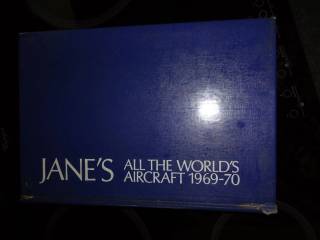 JANE'S ALL THE WORLD'S
AIRCRAFT 1969-70